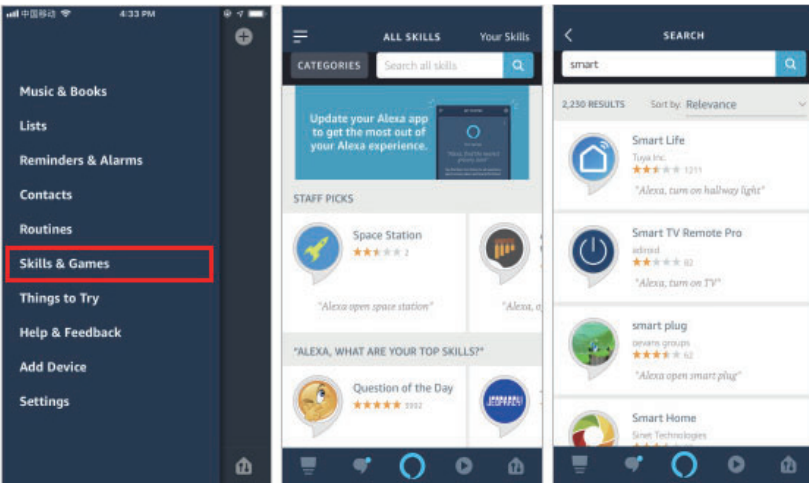 中国移动
4:33 PM
Music & Books
Lists
Reminders & Alarms
Contacts
Routines
Skills & Games
Things to Try
Help & Feedback
Add Device
Settings
ALL SKILLS
Your Skills
CATEGORIES
Search all skills
Update your Alexa app
to get the most out of
your Alexa experience.
STAFF PICKS
Space Station
2
"Alexa open space station"
"Alexa, o
"ALEXA, WHAT ARE YOUR TOP SKILLS?"
Question of the Day
JEOPARDY!
SEARCH
smart
2,230 RESULTS
Sort by: Relevance
Smart Life
Tuya Inc.
1311
"Alexa, turn on hallway light"
Smart TV Remote Pro
adiroid
82
"Alexa, turn on TV"
smart plug
devans groups
62
"Alexa open smart plug"
Smart Home
Sinet Technologies